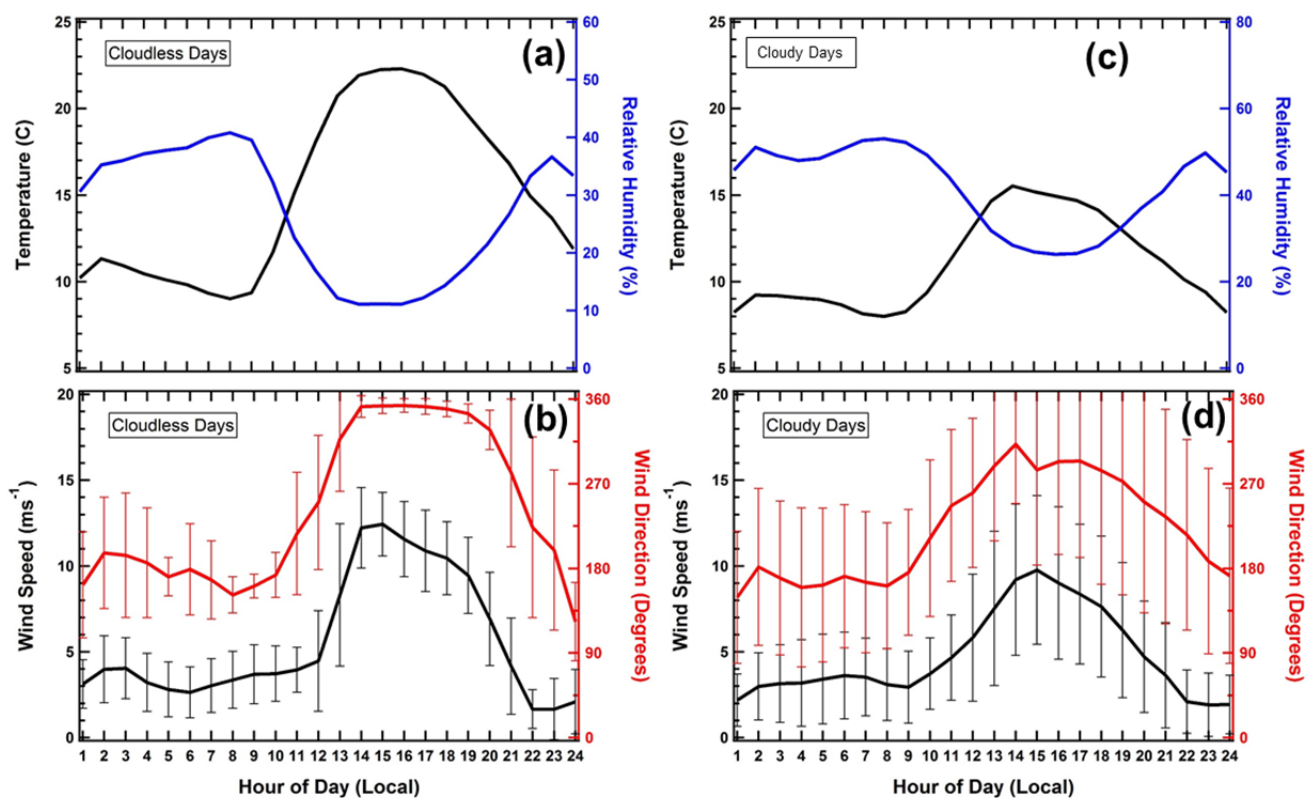 25
20
15
10
5
Temperature (C)
Cloudless Days
(a)
60
50
40
30
20
10
0
Relative Humidity (%)
25
20
15
10
5
Temperature (C)
Cloudy Days
(c)
80
60
40
20
0
Relative Humidity (%)
20
15
10
5
0
Wind Speed (ms-1)
Cloudless Days
(b)
360
270
180
90
0
Wind Direction (Degrees)
1 2 3 4 5 6 7 8 9 10 11 12 13 14 15 16 17 18 19 20 21 22 23 24
Hour of Day (Local)
20
15
10
5
0
Wind Speed (ms-1)
Cloudy Days
(d)
360
270
180
90
0
Wind Direction (Degrees)
1 2 3 4 5 6 7 8 9 10 11 12 13 14 15 16 17 18 19 20 21 22 23 24
Hour of Day (Local)